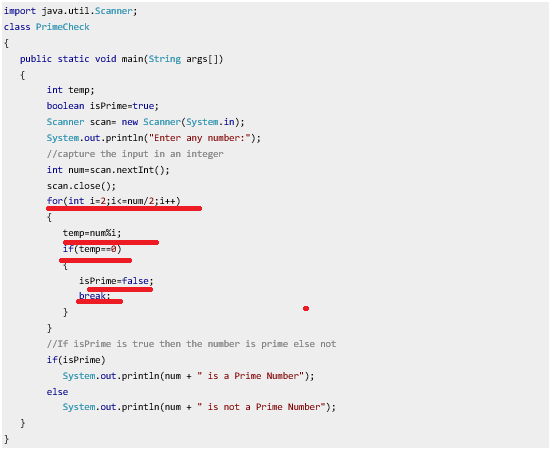 import java.util.Scanner;
class PrimeCheck
{
public static void main(String args[])
{
int temp;
boolean isPrime=true;
Scanner scan= new Scanner(System.in);
System.out.println("Enter any number:");
//capture the input in an integer
int num=scan.nextInt();
scan.close();
for(int i=2;i<=num/2;i++)
{
temp=num%i;
if(temp==0)
{
isPrime=false;
break;
}
}
//If isPrime is true then the number is prime else not
if(isPrime)
System.out.println(num + " is a Prime Number");
else
System.out.println(num + " is not a Prime Number");
}
}